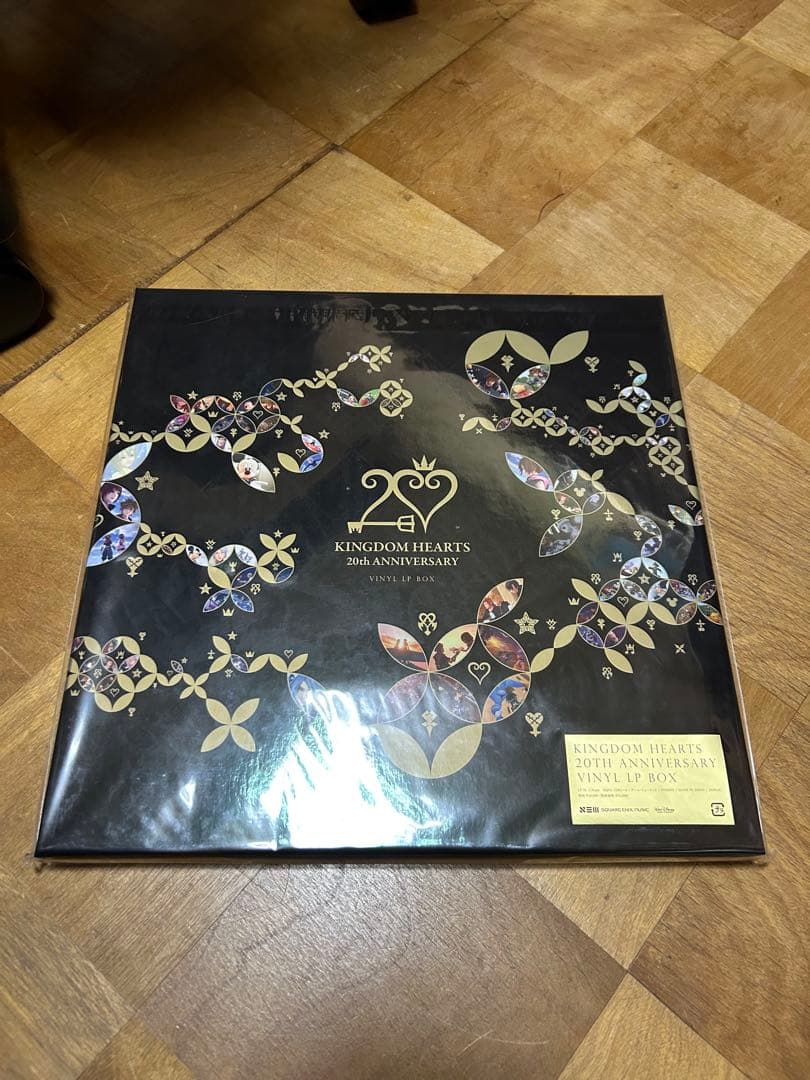 KINGDOM HEARTS
20th ANNIVERSARY
VINYL LP BOX
KINGDOM HEARTS
20TH ANNIVERSARY
VINYL LP BOX
SQUARE ENIX MUSIC